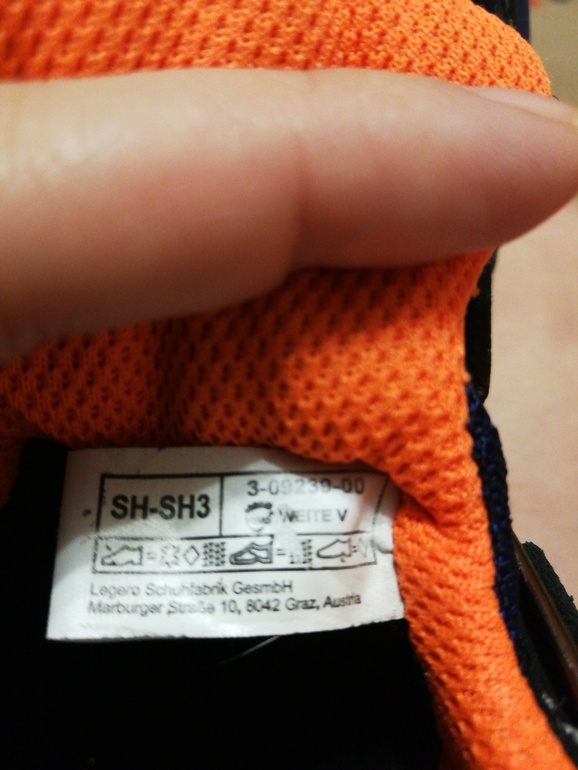 SH-SH3
3-09239-00
WEITE V
Legero Schuhfabrik GesmbH
Marburger Straße 10, 8042 Graz, Austria